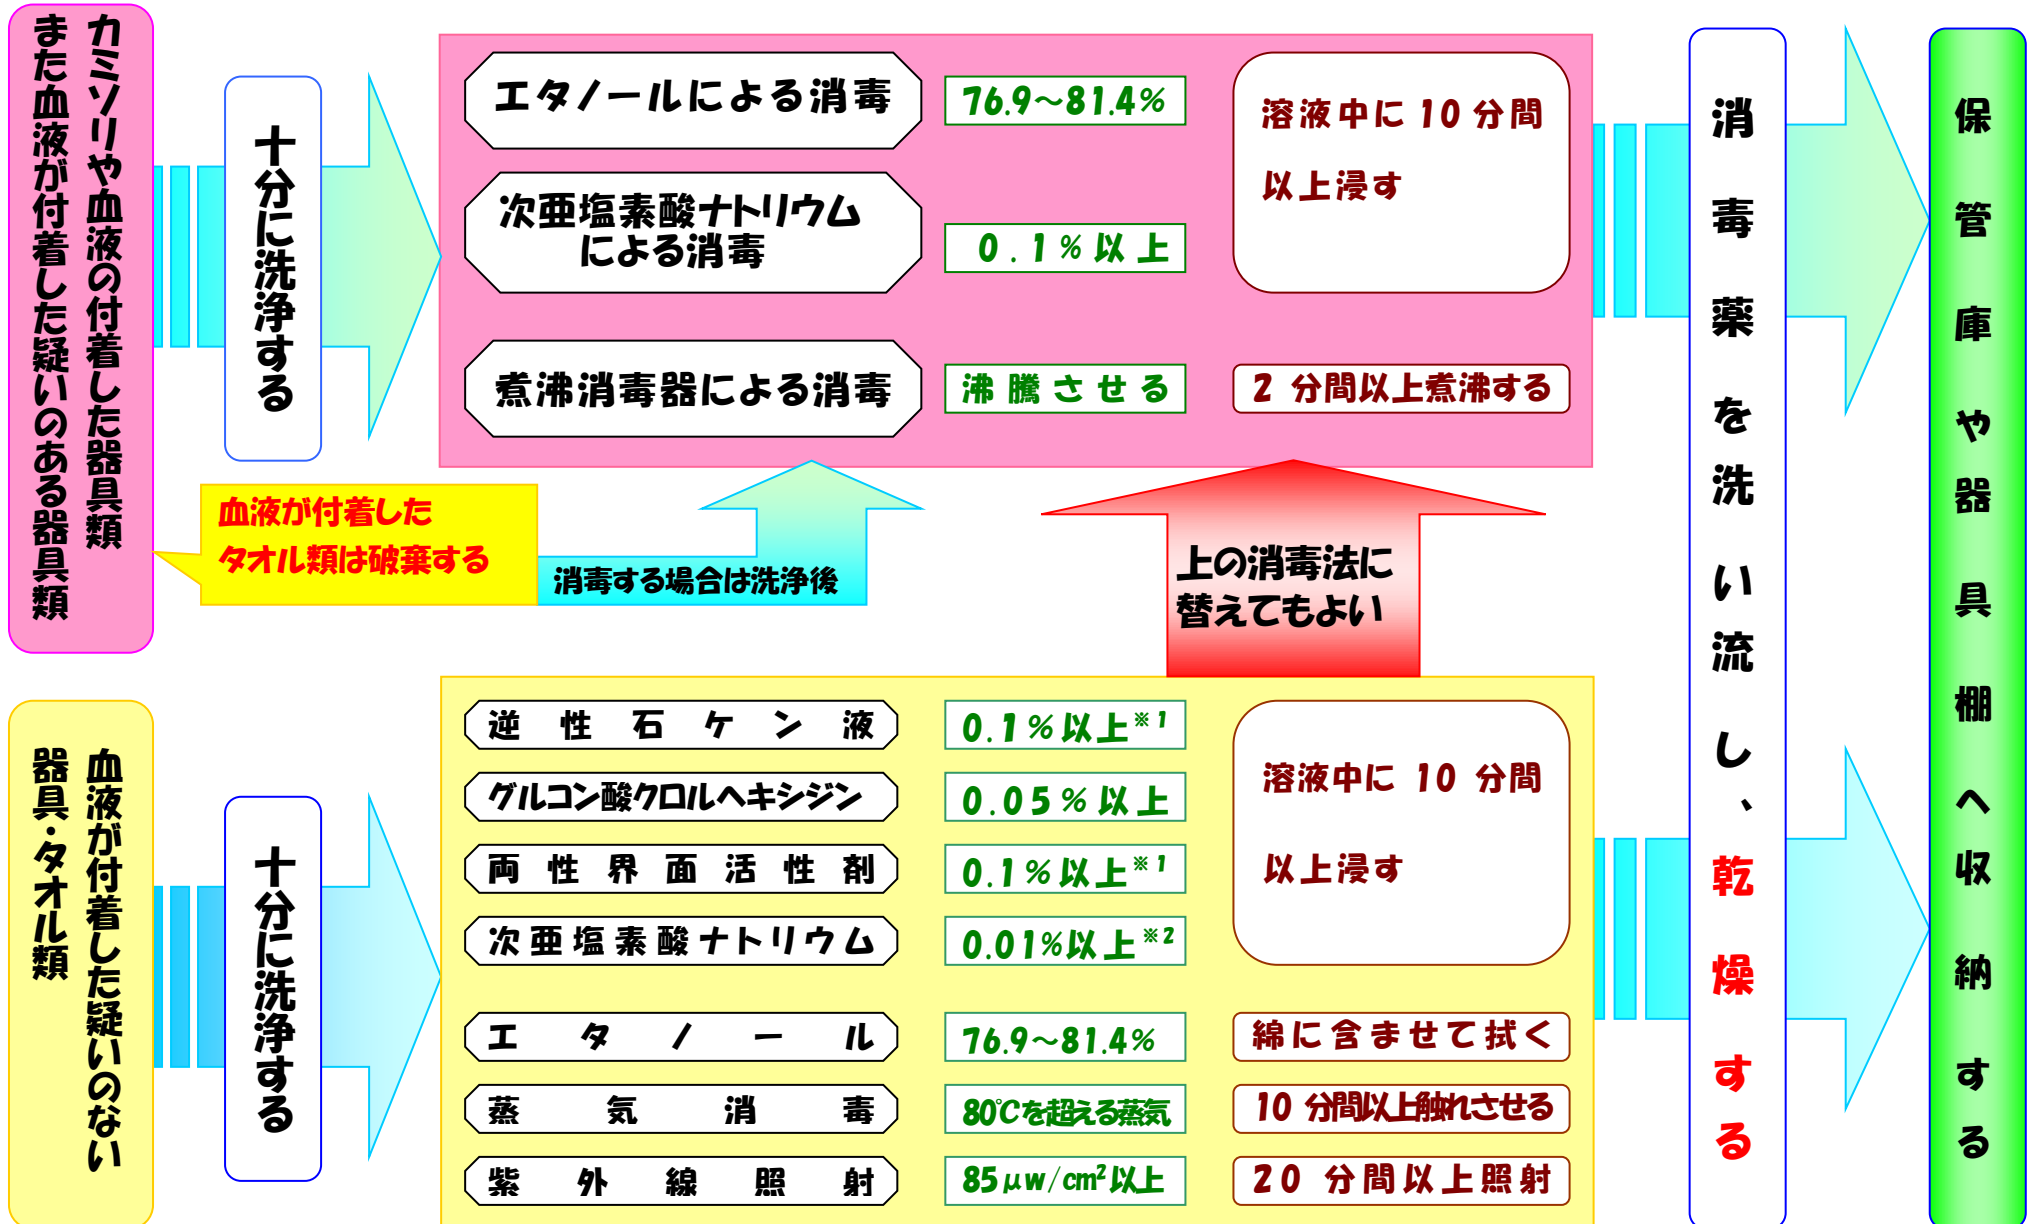 カミソリや血液の付着した器具類
また血液が付着した疑いのある器具類
十分に洗浄する
エタノールによる消毒
76.9～81.4%
溶液中に 10 分間
以上浸す
次亜塩素酸ナトリウム
による消毒
0.1%以上
煮沸消毒器による消毒
沸騰させる
2 分間以上煮沸する
血液が付着した
タオル類は破棄する
消毒する場合は洗浄後
上の消毒法に
替えてもよい
血液が付着した疑いのない
器具・タオル類
十分に洗浄する
逆性石ケン液
0.1%以上※1
グルコン酸クロルヘキシジン
0.05%以上
両性界面活性剤
0.1%以上※1
次亜塩素酸ナトリウム
0.01%以上※2
溶液中に 10 分間
以上浸す
エタノール
76.9～81.4%
綿に含ませて拭く
蒸気消毒
80℃を超える蒸気
10 分間以上触れさせる
紫外線照射
85μw/cm²以上
20 分間以上照射
消毒薬を洗い流し、乾燥する
保管庫や器具棚へ収納する